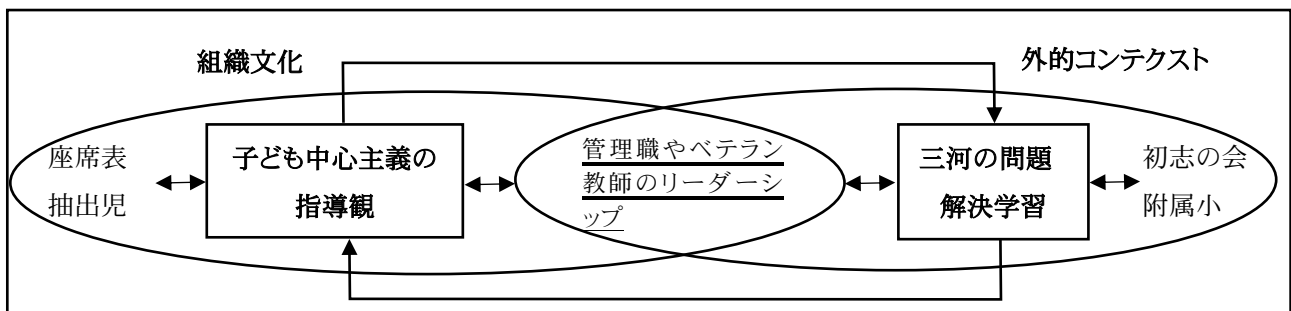 組織文化
外的コンテクスト
座席表
抽出児
子ども中心主義の
指導観
管理職やベテラン
教師のリーダーシ
ップ
三河の問題
解決学習
初志の会
附属小